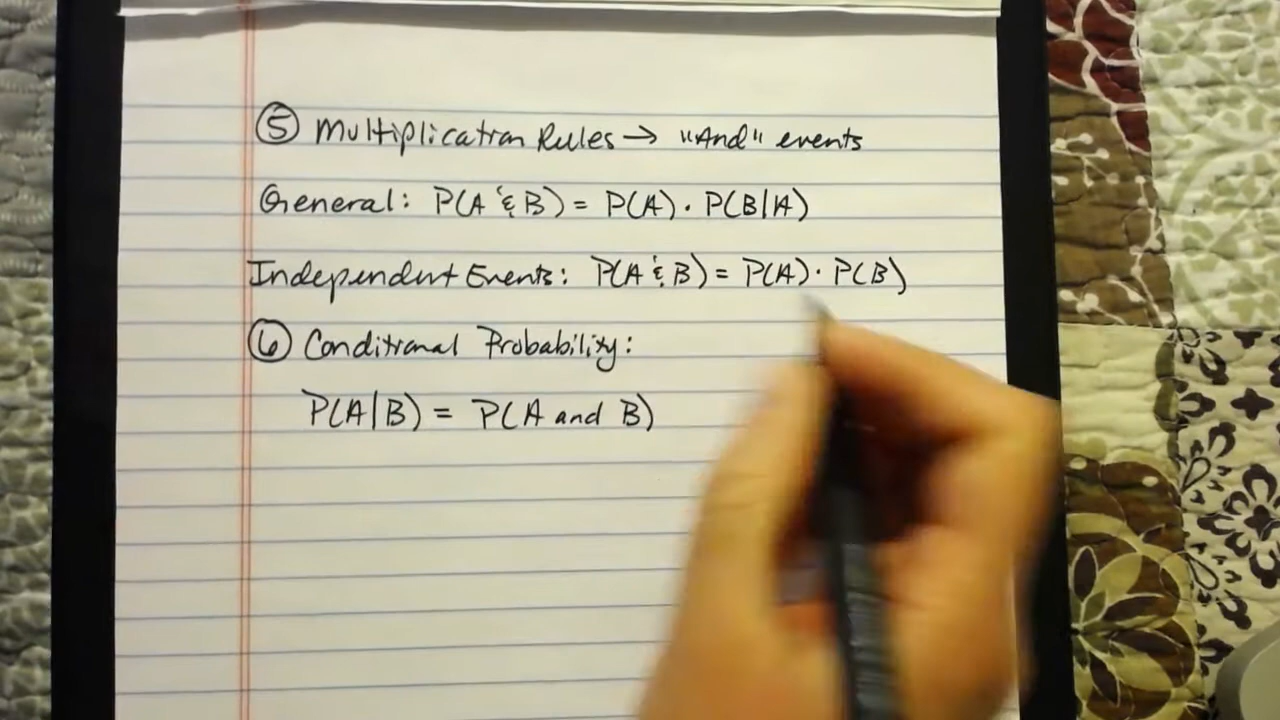 ⑤ Multiplication Rules → "And" events
General: P(A & B) = P(A) · P(B|A)
Independent Events: P(A & B) = P(A) · P(B)
⑥ Conditional Probability:
P(A|B) = P(A and B)